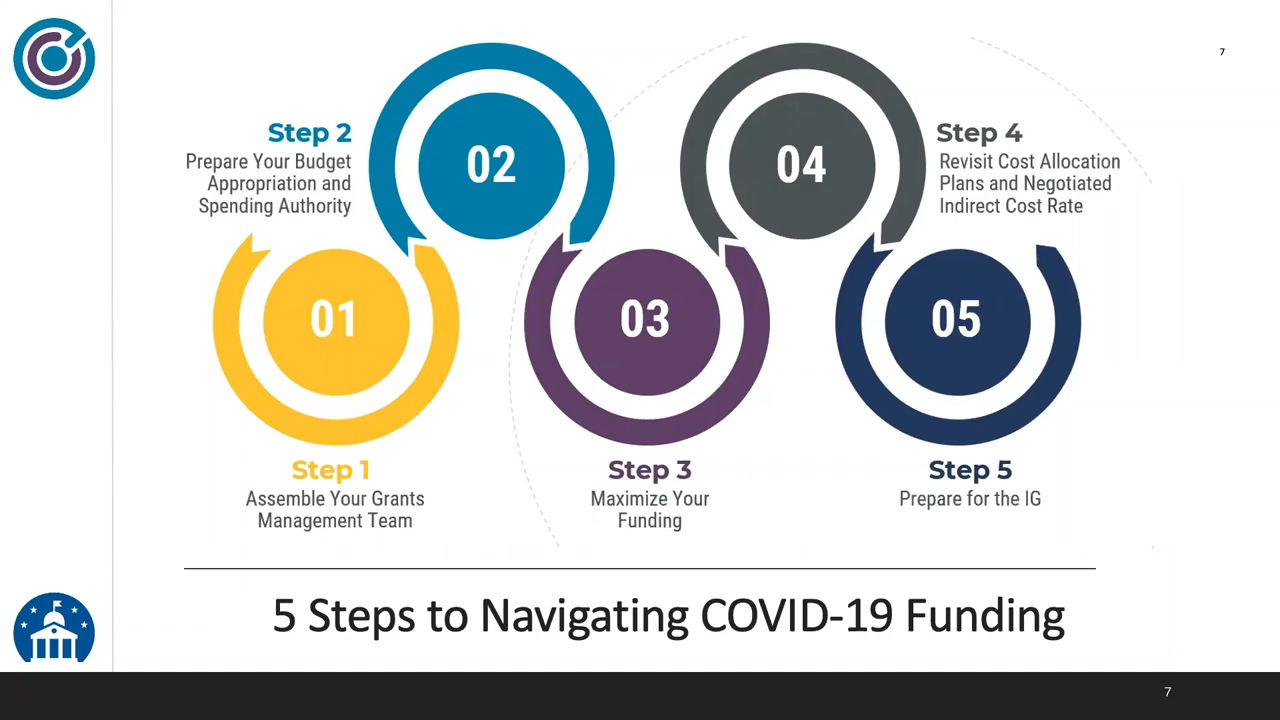 7
Step 2
Prepare Your Budget
Appropriation and
Spending Authority
02
04
Step 4
Revisit Cost Allocation
Plans and Negotiated
Indirect Cost Rate
01
03
05
Step 1
Assemble Your Grants
Management Team
Step 3
Maximize Your
Funding
Step 5
Prepare for the IG
5 Steps to Navigating COVID-19 Funding
7